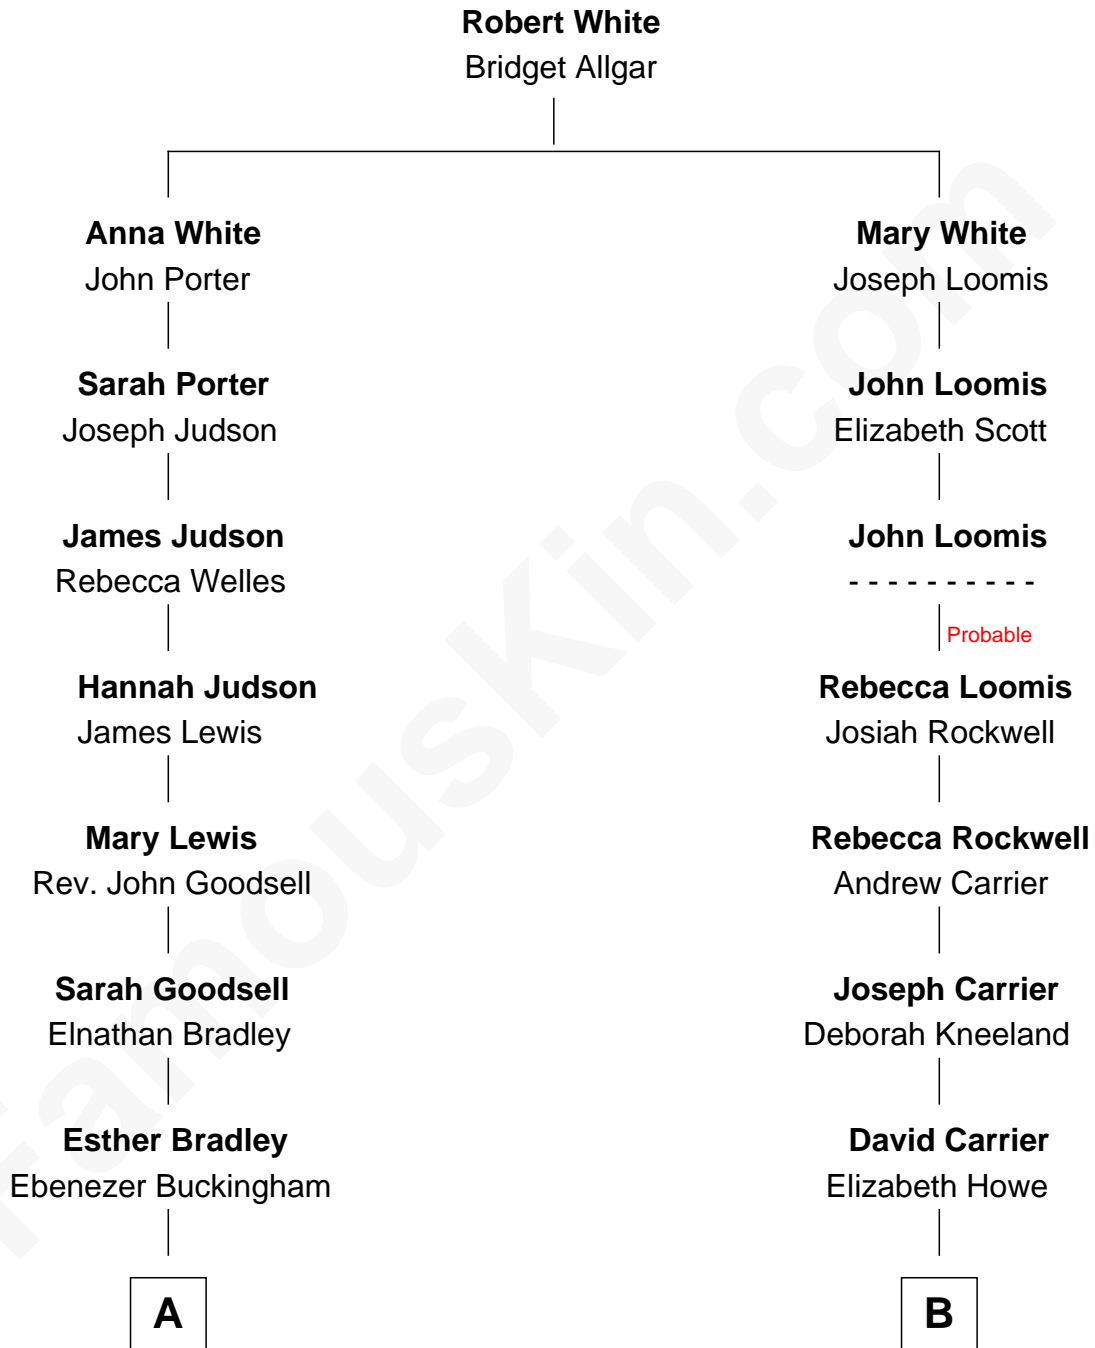 Robert White
Bridget Allgar
Anna White
John Porter
Mary White
Joseph Loomis
Sarah Porter
Joseph Judson
John Loomis
Elizabeth Scott
James Judson
Rebecca Welles
John Loomis
- - - - - - - - - -
Probable
Hannah Judson
James Lewis
Rebecca Loomis
Josiah Rockwell
Mary Lewis
Rev. John Goodsell
Rebecca Rockwell
Andrew Carrier
Sarah Goodsell
Elnathan Bradley
Joseph Carrier
Deborah Kneeland
Esther Bradley
Ebenezer Buckingham
David Carrier
Elizabeth Howe
A
B
FamousKin.com